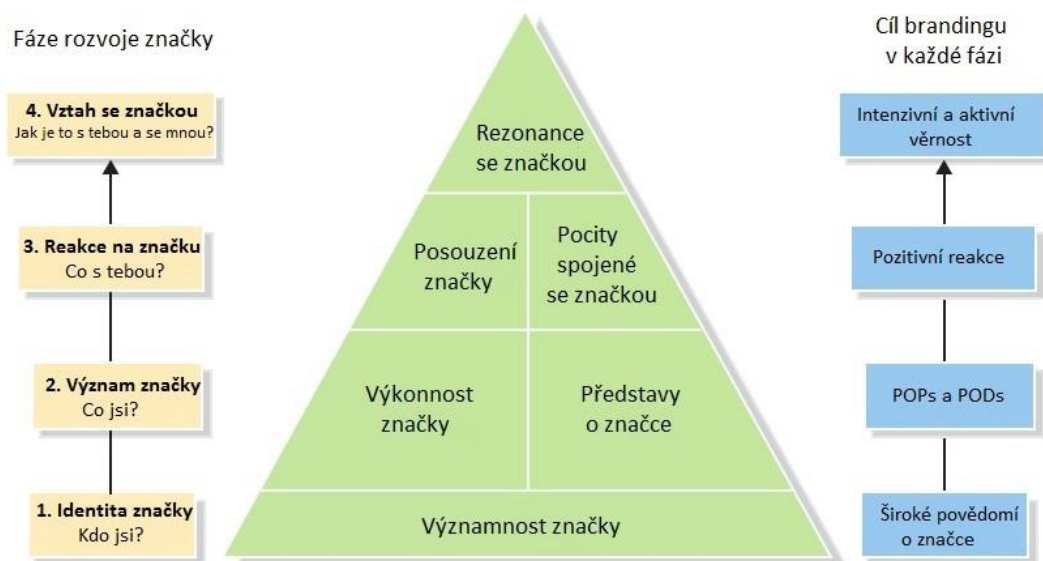 Fáze rozvoje značky
4. Vztah se značkou
Jak je to s tebou a se mnou?
3. Reakce na značku
Co s tebou?
2. Význam značky
Co jsi?
1. Identita značky
Kdo jsi?
Rezonance
se značkou
Posouzení
značky
Pocity
spojené
se značkou
Výkonnost
značky
Představy
o značce
Významnost značky
Cíl brandingu
v každé fázi
Intenzivní a aktivní
věrnost
Pozitivní reakce
POPs a PODs
Široké povědomí
o značce